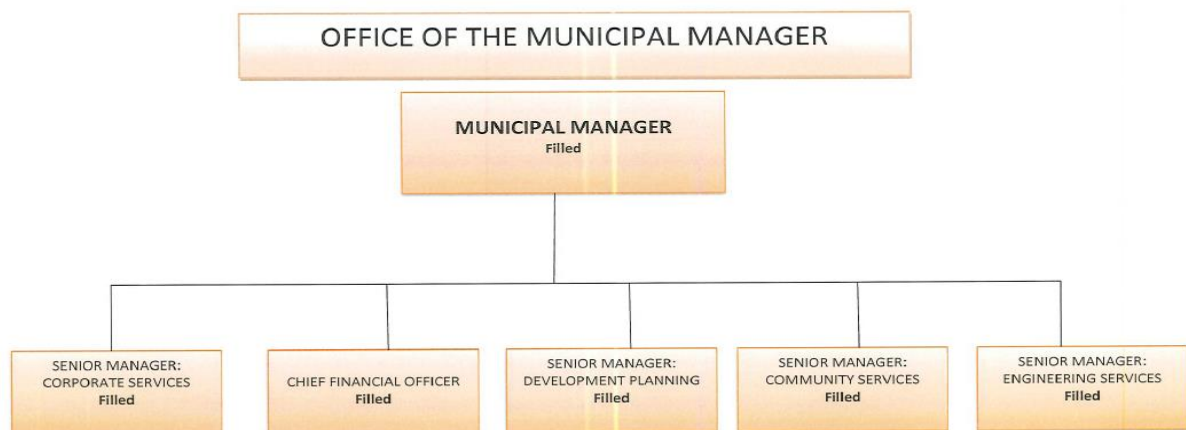 OFFICE OF THE MUNICIPAL MANAGER
MUNICIPAL MANAGER
Filled
SENIOR MANAGER:
CORPORATE SERVICES
Filled
CHIEF FINANCIAL OFFICER
Filled
SENIOR MANAGER:
DEVELOPMENT PLANNING
Filled
SENIOR MANAGER:
COMMUNITY SERVICES
Filled
SENIOR MANAGER:
ENGINEERING SERVICES
Filled